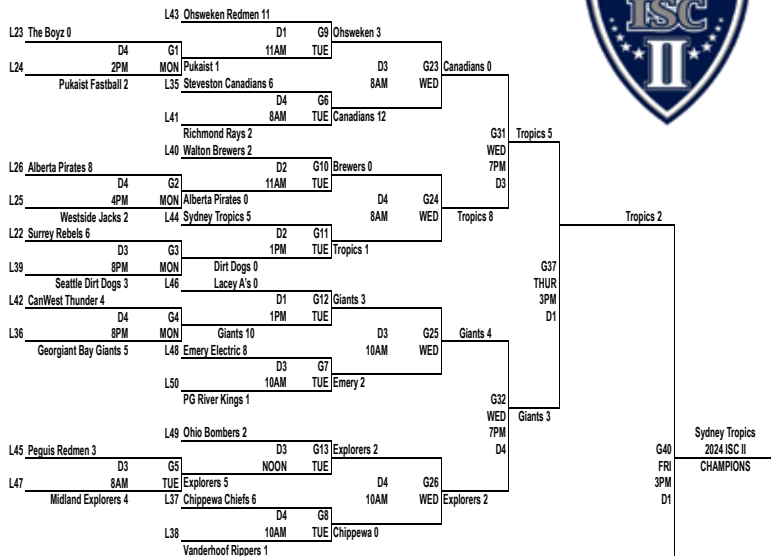 ISC
II
L43 Ohsweken Redmen 11
L23 The Boyz 0
D1 G9 Ohsweken 3
D4 G1
11AM TUE
L24 2PM MON Pukaist 1
D3 G23 Canadians 0
Pukaist Fastball 2
L35 Steveston Canadians 6
8AM WED
D4 G6
L41 8AM TUE Canadians 12
Richmond Rays 2
G31 Tropics 5
L40 Walton Brewers 2
WED
L26 Alberta Pirates 8
D2 G10 Brewers 0
7PM
D4 G2
11AM TUE
D3
L25 4PM MON Alberta Pirates 0
D4 G24
Westside Jacks 2
L44 Sydney Tropics 5
8AM WED Tropics 8
Tropics 2
L22 Surrey Rebels 6
D2 G11
D3 G3
1PM TUE Tropics 1
L39 8PM MON Dirt Dogs 0
G37
Seattle Dirt Dogs 3
L46 Lacey A's 0
THUR
L42 CanWest Thunder 4
D1 G12 Giants 3
3PM
D4 G4
1PM TUE
D1
L36 8PM MON Giants 10
D3 G25 Giants 4
Georgiant Bay Giants 5
L48 Emery Electric 8
10AM WED
D3 G7
L50 10AM TUE Emery 2
PG River Kings 1
G32
WED Giants 3
L49 Ohio Bombers 2
7PM
Sydney Tropics
L45 Peguis Redmen 3
D3 G13 Explorers 2
D4
G40 2024 ISC II
D3 G5
NOON TUE
FRI CHAMPIONS
L47 8AM TUE Explorers 5
D4 G26
3PM
Midland Explorers 4
L37 Chippewa Chiefs 6
10AM WED Explorers 2
D1
D4 G8
L38 10AM TUE Chippewa 0
Vanderhoof Rippers 1